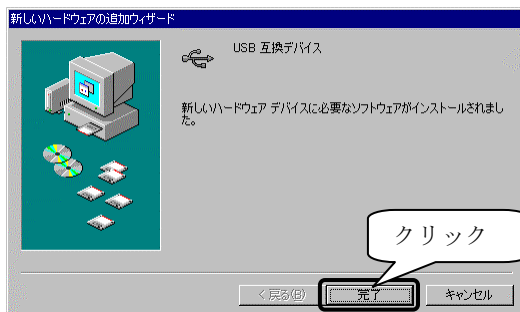 新しいハードウェアの追加ウィザード
USB 互換デバイス
新しいハードウェア デバイスに必要なソフトウェアがインストールされまし
た。
クリック
< 戻る(B)
完了
キャンセル